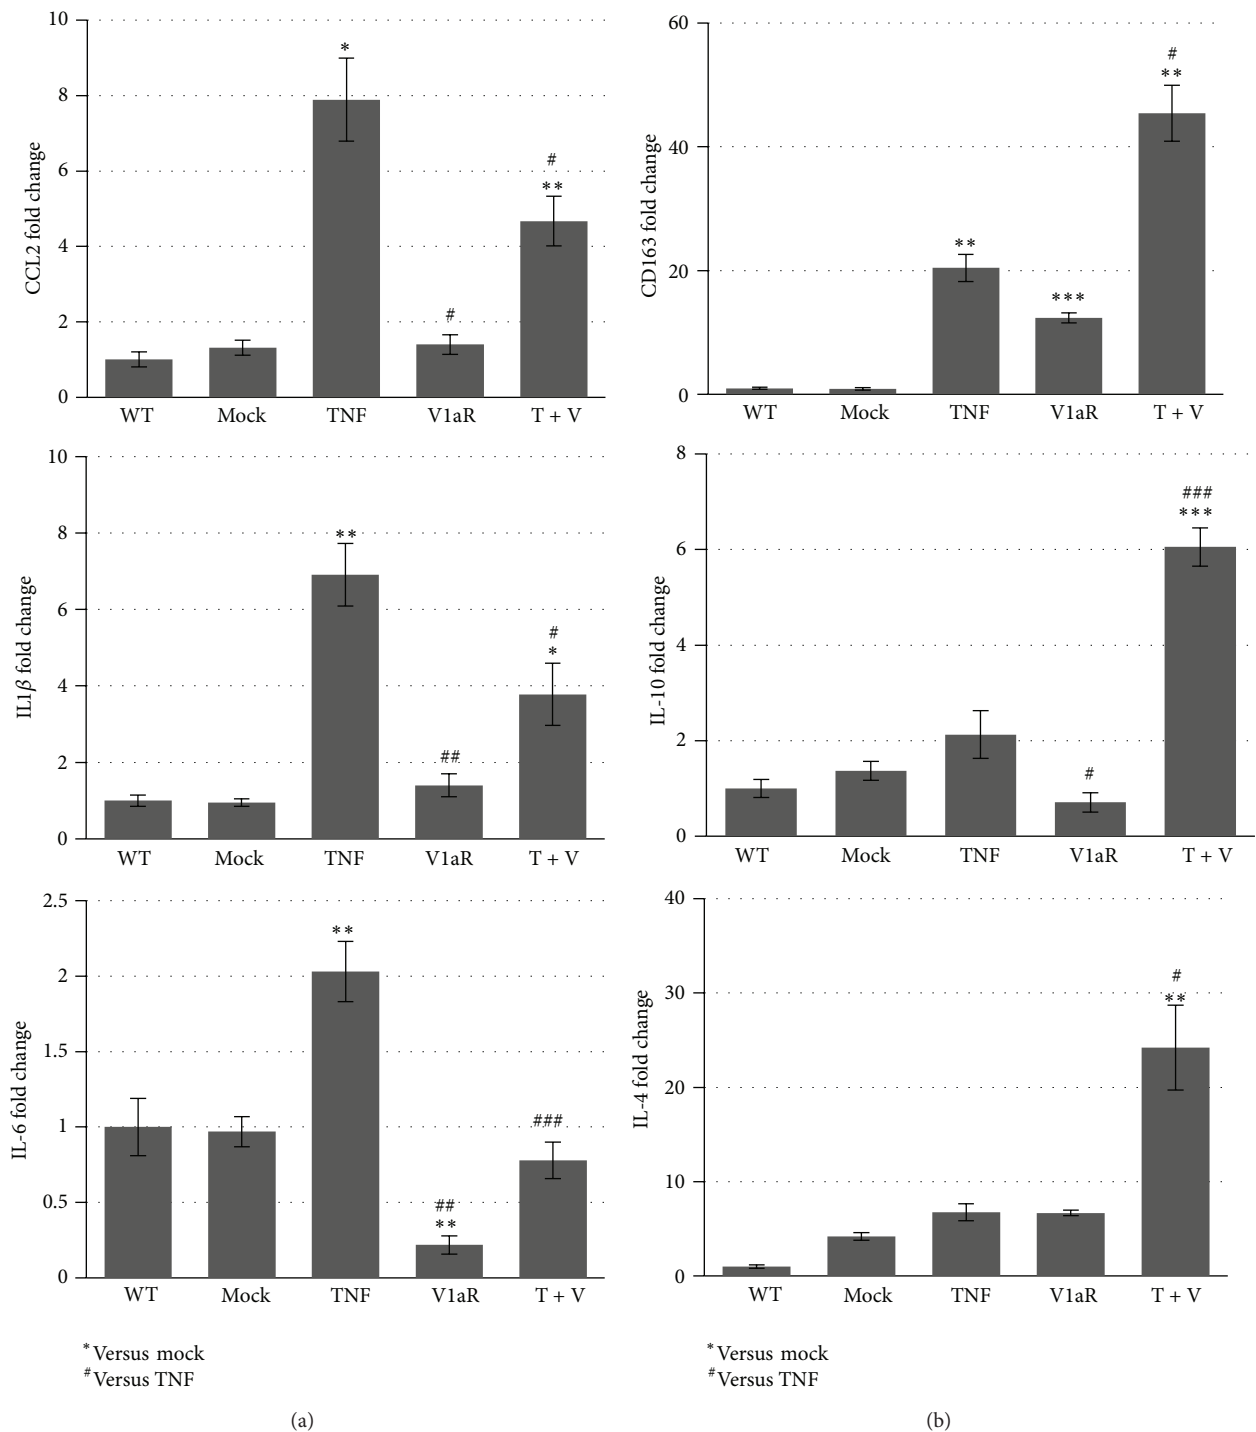 CCL2 fold change
10
8
6
4
2
0
*
#
#
**
WT Mock TNF V1aR T + V
CD163 fold change
60
40
20
0
**
***
#
**
WT Mock TNF V1aR T + V
IL1β fold change
10
8
6
4
2
0
**
##
#
*
WT Mock TNF V1aR T + V
IL-10 fold change
8
6
4
2
0
#
###
***
WT Mock TNF V1aR T + V
IL-6 fold change
2.5
2
1.5
1
0.5
0
**
##
**
###
WT Mock TNF V1aR T + V
IL-4 fold change
40
30
20
10
0
#
**
WT Mock TNF V1aR T + V
*Versus mock
#Versus TNF
(a)
*Versus mock
#Versus TNF
(b)